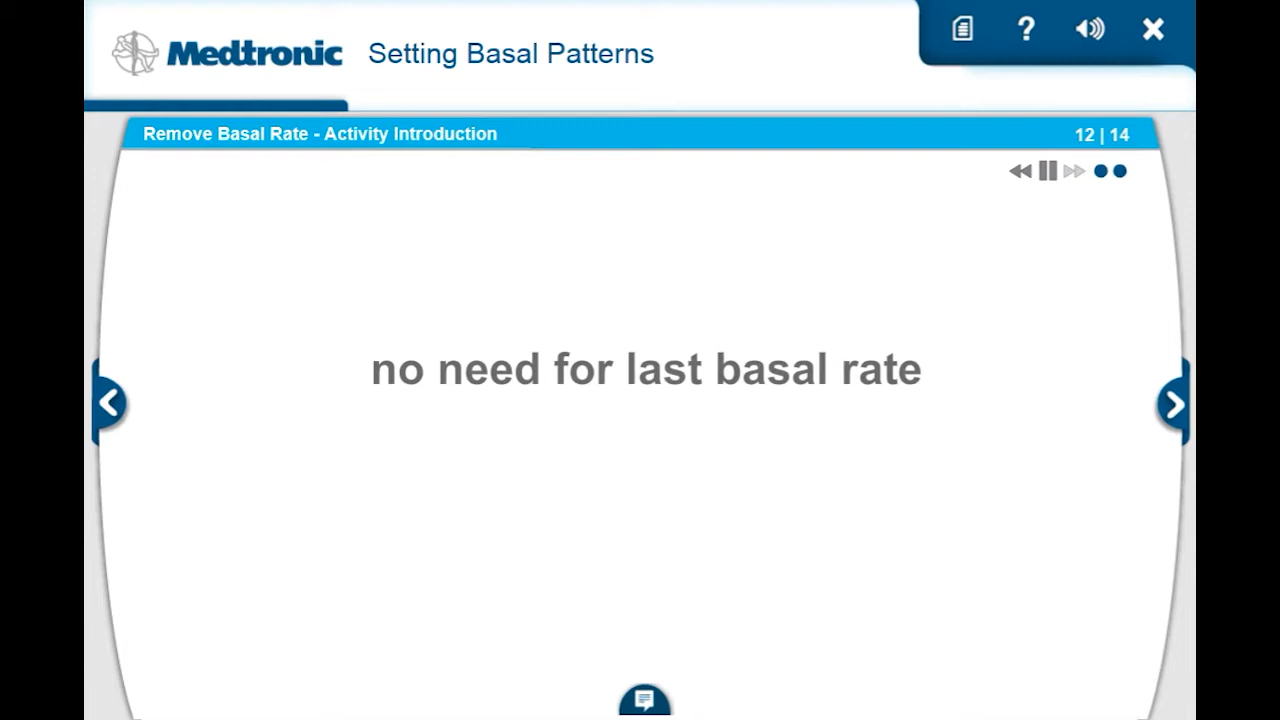 Medtronic
Setting Basal Patterns
?
Remove Basal Rate - Activity Introduction
12 | 14
no need for last basal rate